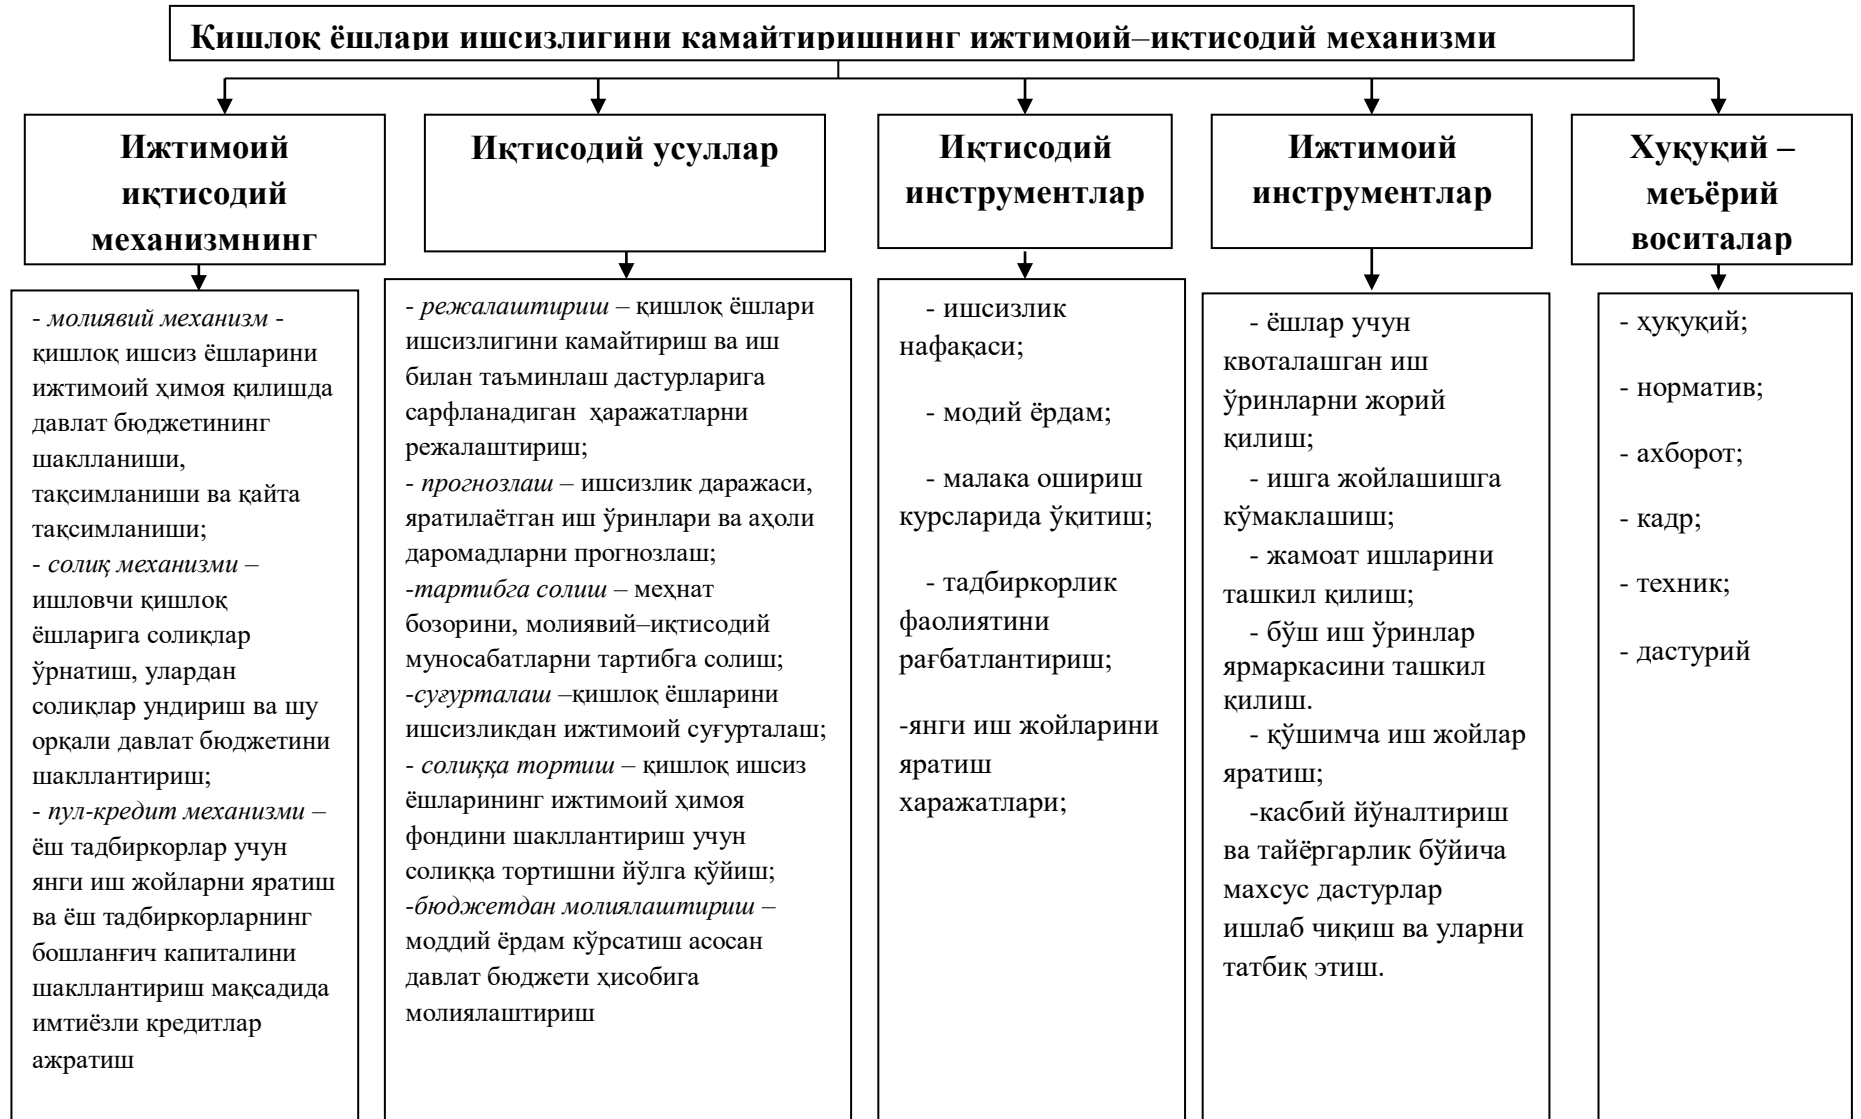 Қишлоқ ёшлари ишсизлигини камайтиришнинг ижтимоий–иқтисодий механизми
Ижтимоий
иқтисодий
механизмнинг
Иқтисодий усуллар
Иқтисодий
инструментлар
Ижтимоий
инструментлар
Хуқуқий –
меъёрий
воситалар
- молиявий механизм -
қишлоқ ишсиз ёшларини
ижтимоий ҳимоя қилишда
давлат бюджетининг
шаклланиши,
тақсимланиши ва қайта
тақсимланиши;
- солиқ механизми –
ишловчи қишлоқ
ёшларига солиқлар
ўрнатиш, улардан
солиқлар ундириш ва шу
орқали давлат бюджетини
шакллантириш;
- пул-кредит механизми –
ёш тадбиркорлар учун
янги иш жойларни яратиш
ва ёш тадбиркорларнинг
бошланғич капиталини
шакллантириш мақсадида
имтиёзли кредитлар
ажратиш
- режалаштириш – қишлоқ ёшлари
ишсизлигини камайтириш ва иш
билан таъминлаш дастурларига
сарфланадиган ҳаражатларни
режалаштириш;
- прогнозлаш – ишсизлик даражаси,
яратилаётган иш ўринлари ва аҳоли
даромадларни прогнозлаш;
-тартибга солиш – меҳнат
бозорини, молиявий–иқтисодий
муносабатларни тартибга солиш;
-суғурталаш –қишлоқ ёшларини
ишсизликдан ижтимоий суғурталаш;
- солиққа тортиш – қишлоқ ишсиз
ёшларининг ижтимоий ҳимоя
фондини шакллантириш учун
солиққа тортишни йўлга қўйиш;
-бюджетдан молиялаштириш –
моддий ёрдам кўрсатиш асосан
давлат бюджети ҳисобига
молиялаштириш
- ишсизлик
нафақаси;
- модий ёрдам;
- малака ошириш
курсларида ўқитиш;
- тадбиркорлик
фаолиятини
рағбатлантириш;
-янги иш жойларини
яратиш
харажатлари;
- ёшлар учун
квоталашган иш
ўринларни жорий
қилиш;
- ишга жойлашишга
кўмаклашиш;
- жамоат ишларини
ташкил қилиш;
- бўш иш ўринлар
ярмаркасини ташкил
қилиш.
- қўшимча иш жойлар
яратиш;
-касбий йўналтириш
ва тайёргарлик бўйича
махсус дастурлар
ишлаб чиқиш ва уларни
татбиқ этиш.
- ҳуқуқий;
- норматив;
- ахборот;
- кадр;
- техник;
- дастурий